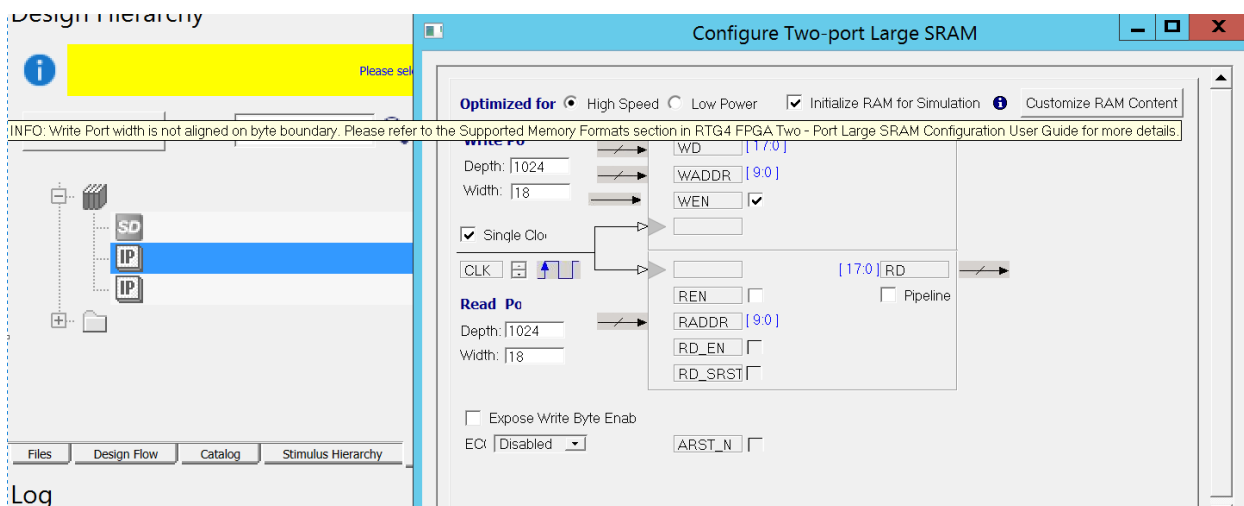 Design Hierarchy
Please sel
INFO: Write Port width is not aligned on byte boundary. Please refer to the Supported Memory Formats section in RTG4 FPGA Two - Port Large SRAM Configuration User Guide for more details.
SD
IP
IP
Files
Design Flow
Catalog
Stimulus Hierarchy
Log
Configure Two-port Large SRAM
Optimized for High Speed Low Power Initialize RAM for Simulation Customize RAM Content
Write Po
WD [17:0]
Depth: 1024
WADDR [9:0]
Width: 18
WEN
Single Clo
CLK
[17:0] RD
REN
Pipeline
Read Po
RADDR [9:0]
Depth: 1024
RD_EN
Width: 18
RD_SRST
Expose Write Byte Enab
EC Disabled
ARST_N